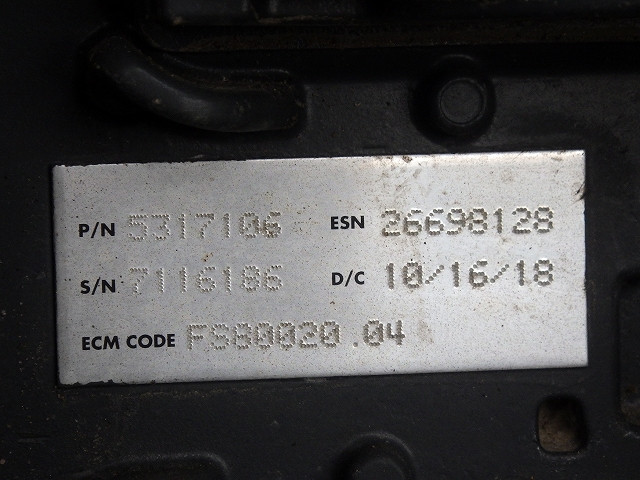 P/N 5317106 ESN 26698128
S/N 7116186 D/C 10/16/18
ECM CODE FS80020.04